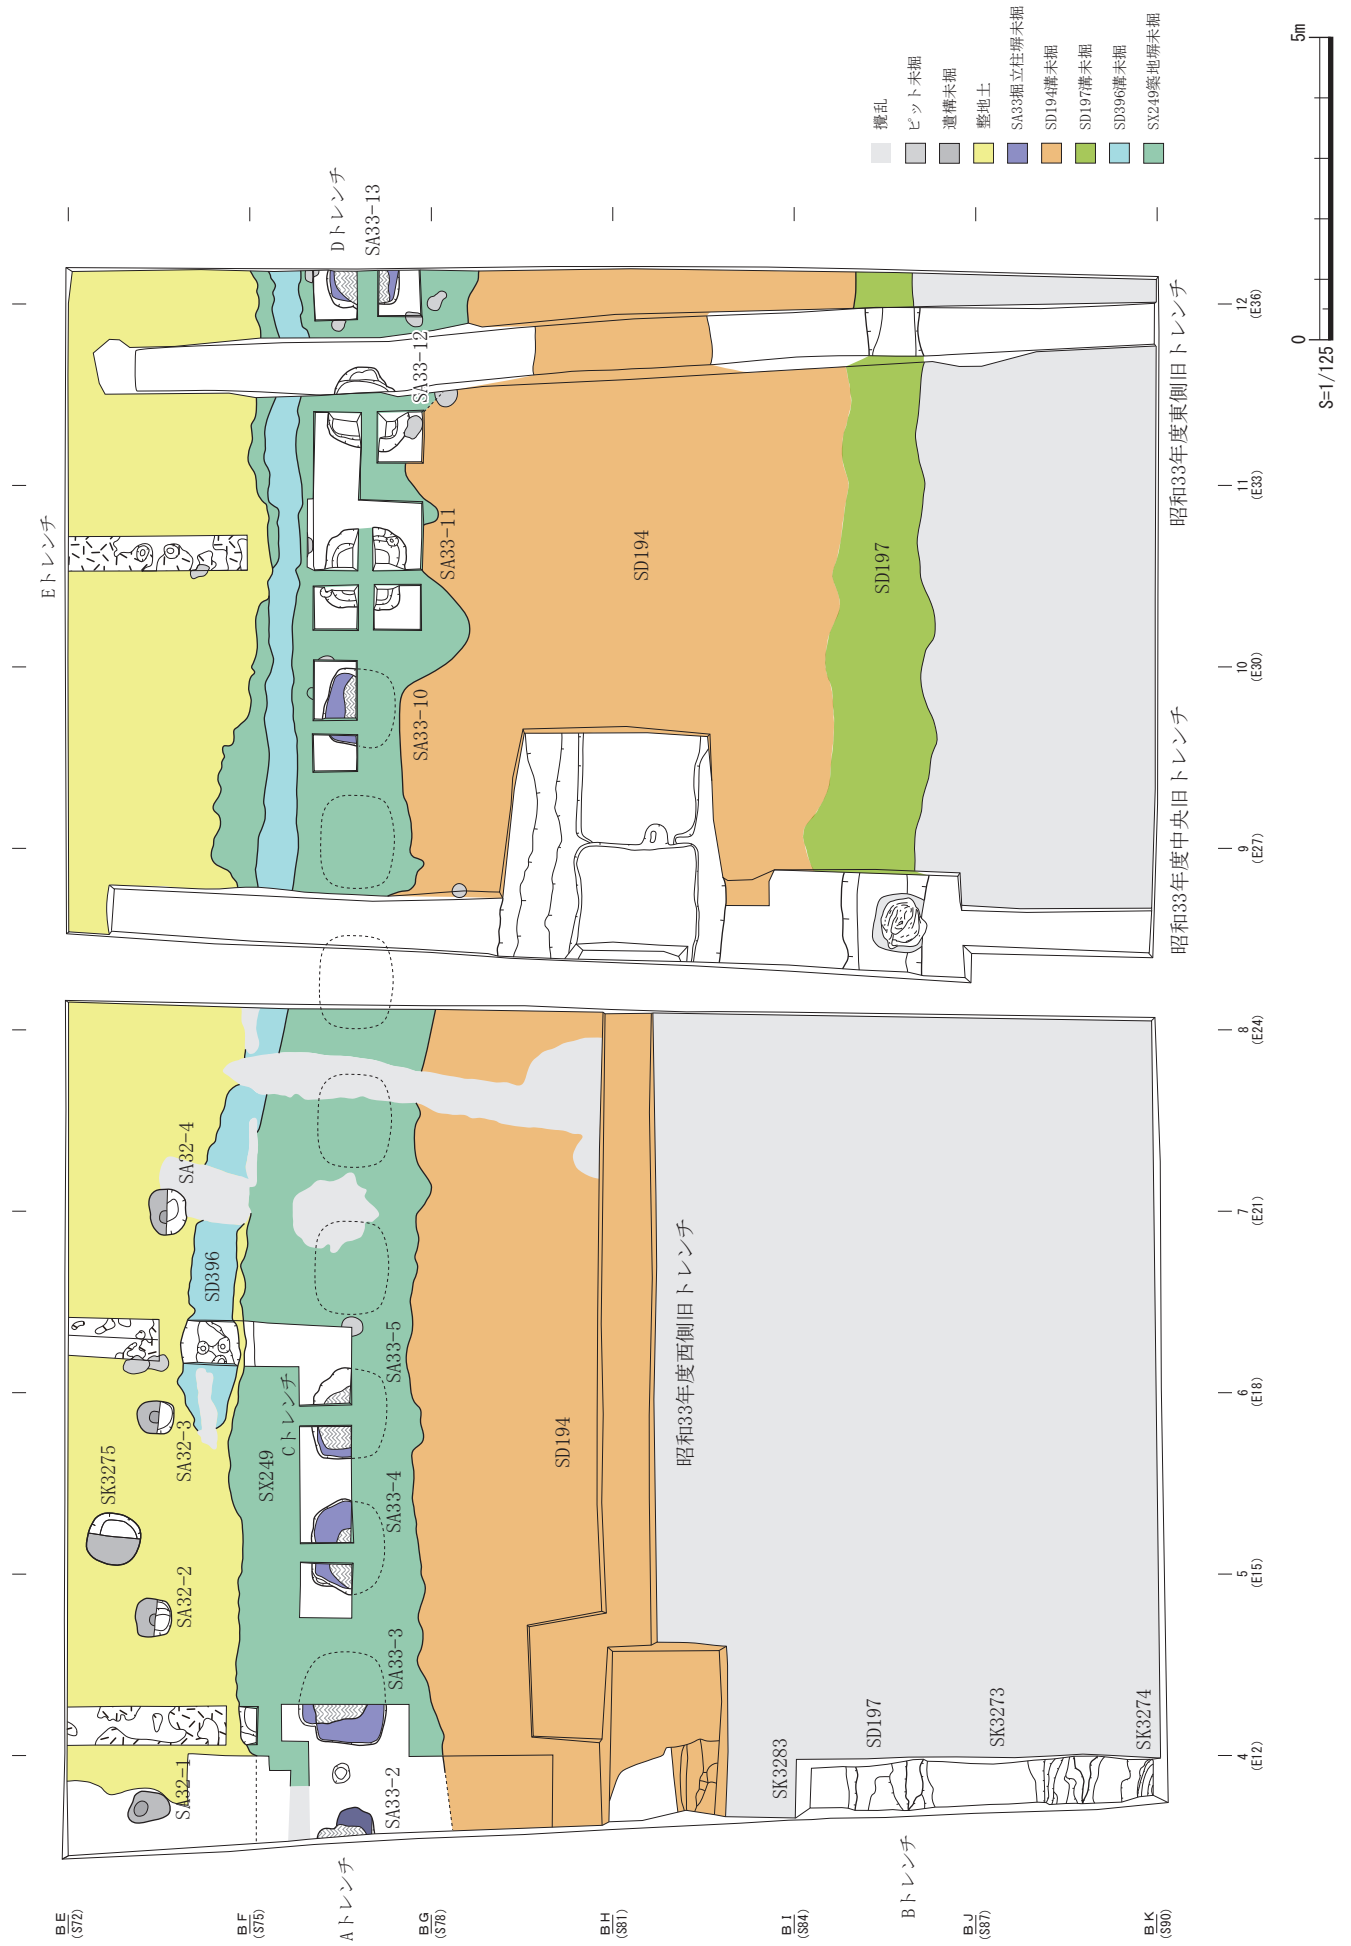 Eトレンチ
Dトレンチ
SA33-13
SA33-12
SA33-11
SA33-10
SD194
SD197
SA32-4
SD396
SK3275
SA32-3
SX249
Cトレンチ
SA33-5
SA32-2
SA33-4
SA33-3
SD194
昭和33年度西側旧トレンチ
SA32-1
SA33-2
SK3283
SD197
SK3273
SK3274
Aトレンチ
Bトレンチ
昭和33年度東側旧トレンチ
昭和33年度中央旧トレンチ
BE
(S72)
BF
(S75)
BG
(S78)
BH
(S81)
BI
(S84)
BJ
(S87)
BK
(S90)
4
(E12)
5
(E15)
6
(E18)
7
(E21)
8
(E24)
9
(E27)
10
(E30)
11
(E33)
12
(E36)
攪乱
ピット未掘
遺構未掘
整地土
SA33掘立柱塀未掘
SD194溝未掘
SD197溝未掘
SD396溝未掘
SX249築地塀未掘
0
5m
S=1/125